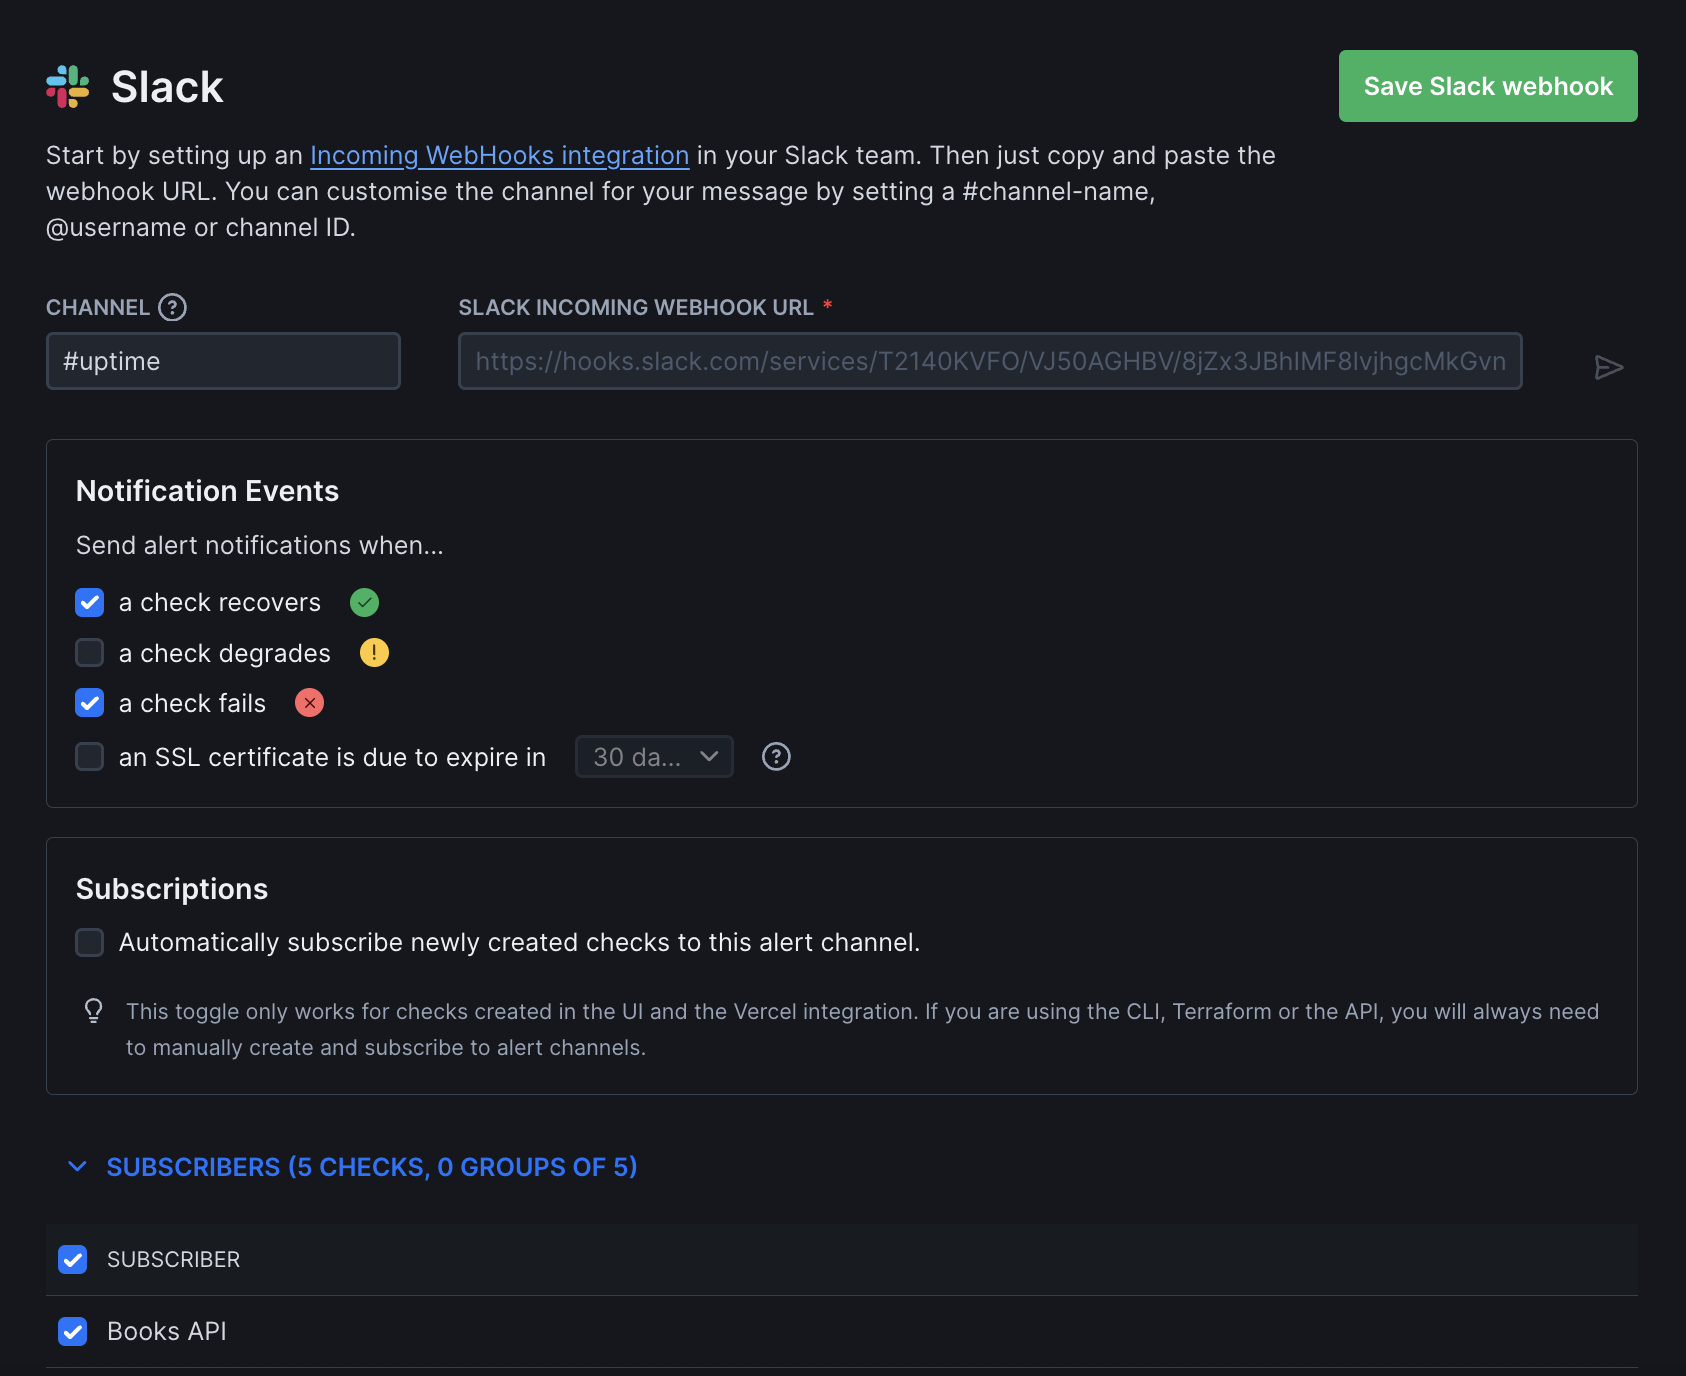 Slack
Save Slack webhook
Start by setting up an Incoming WebHooks integration in your Slack team. Then just copy and paste the
webhook URL. You can customise the channel for your message by setting a #channel-name,
@username or channel ID.
CHANNEL ?
SLACK INCOMING WEBHOOK URL *
#uptime
https://hooks.slack.com/services/T2140KVFO/VJ50AGHBV/8jZx3JBhIMF8lvjhgcMkGvn
Notification Events
Send alert notifications when...
a check recovers
a check degrades !
a check fails
an SSL certificate is due to expire in 30 da... ?
Subscriptions
Automatically subscribe newly created checks to this alert channel.
This toggle only works for checks created in the UI and the Vercel integration. If you are using the CLI, Terraform or the API, you will always need
to manually create and subscribe to alert channels.
SUBSCRIBERS (5 CHECKS, 0 GROUPS OF 5)
SUBSCRIBER
Books API